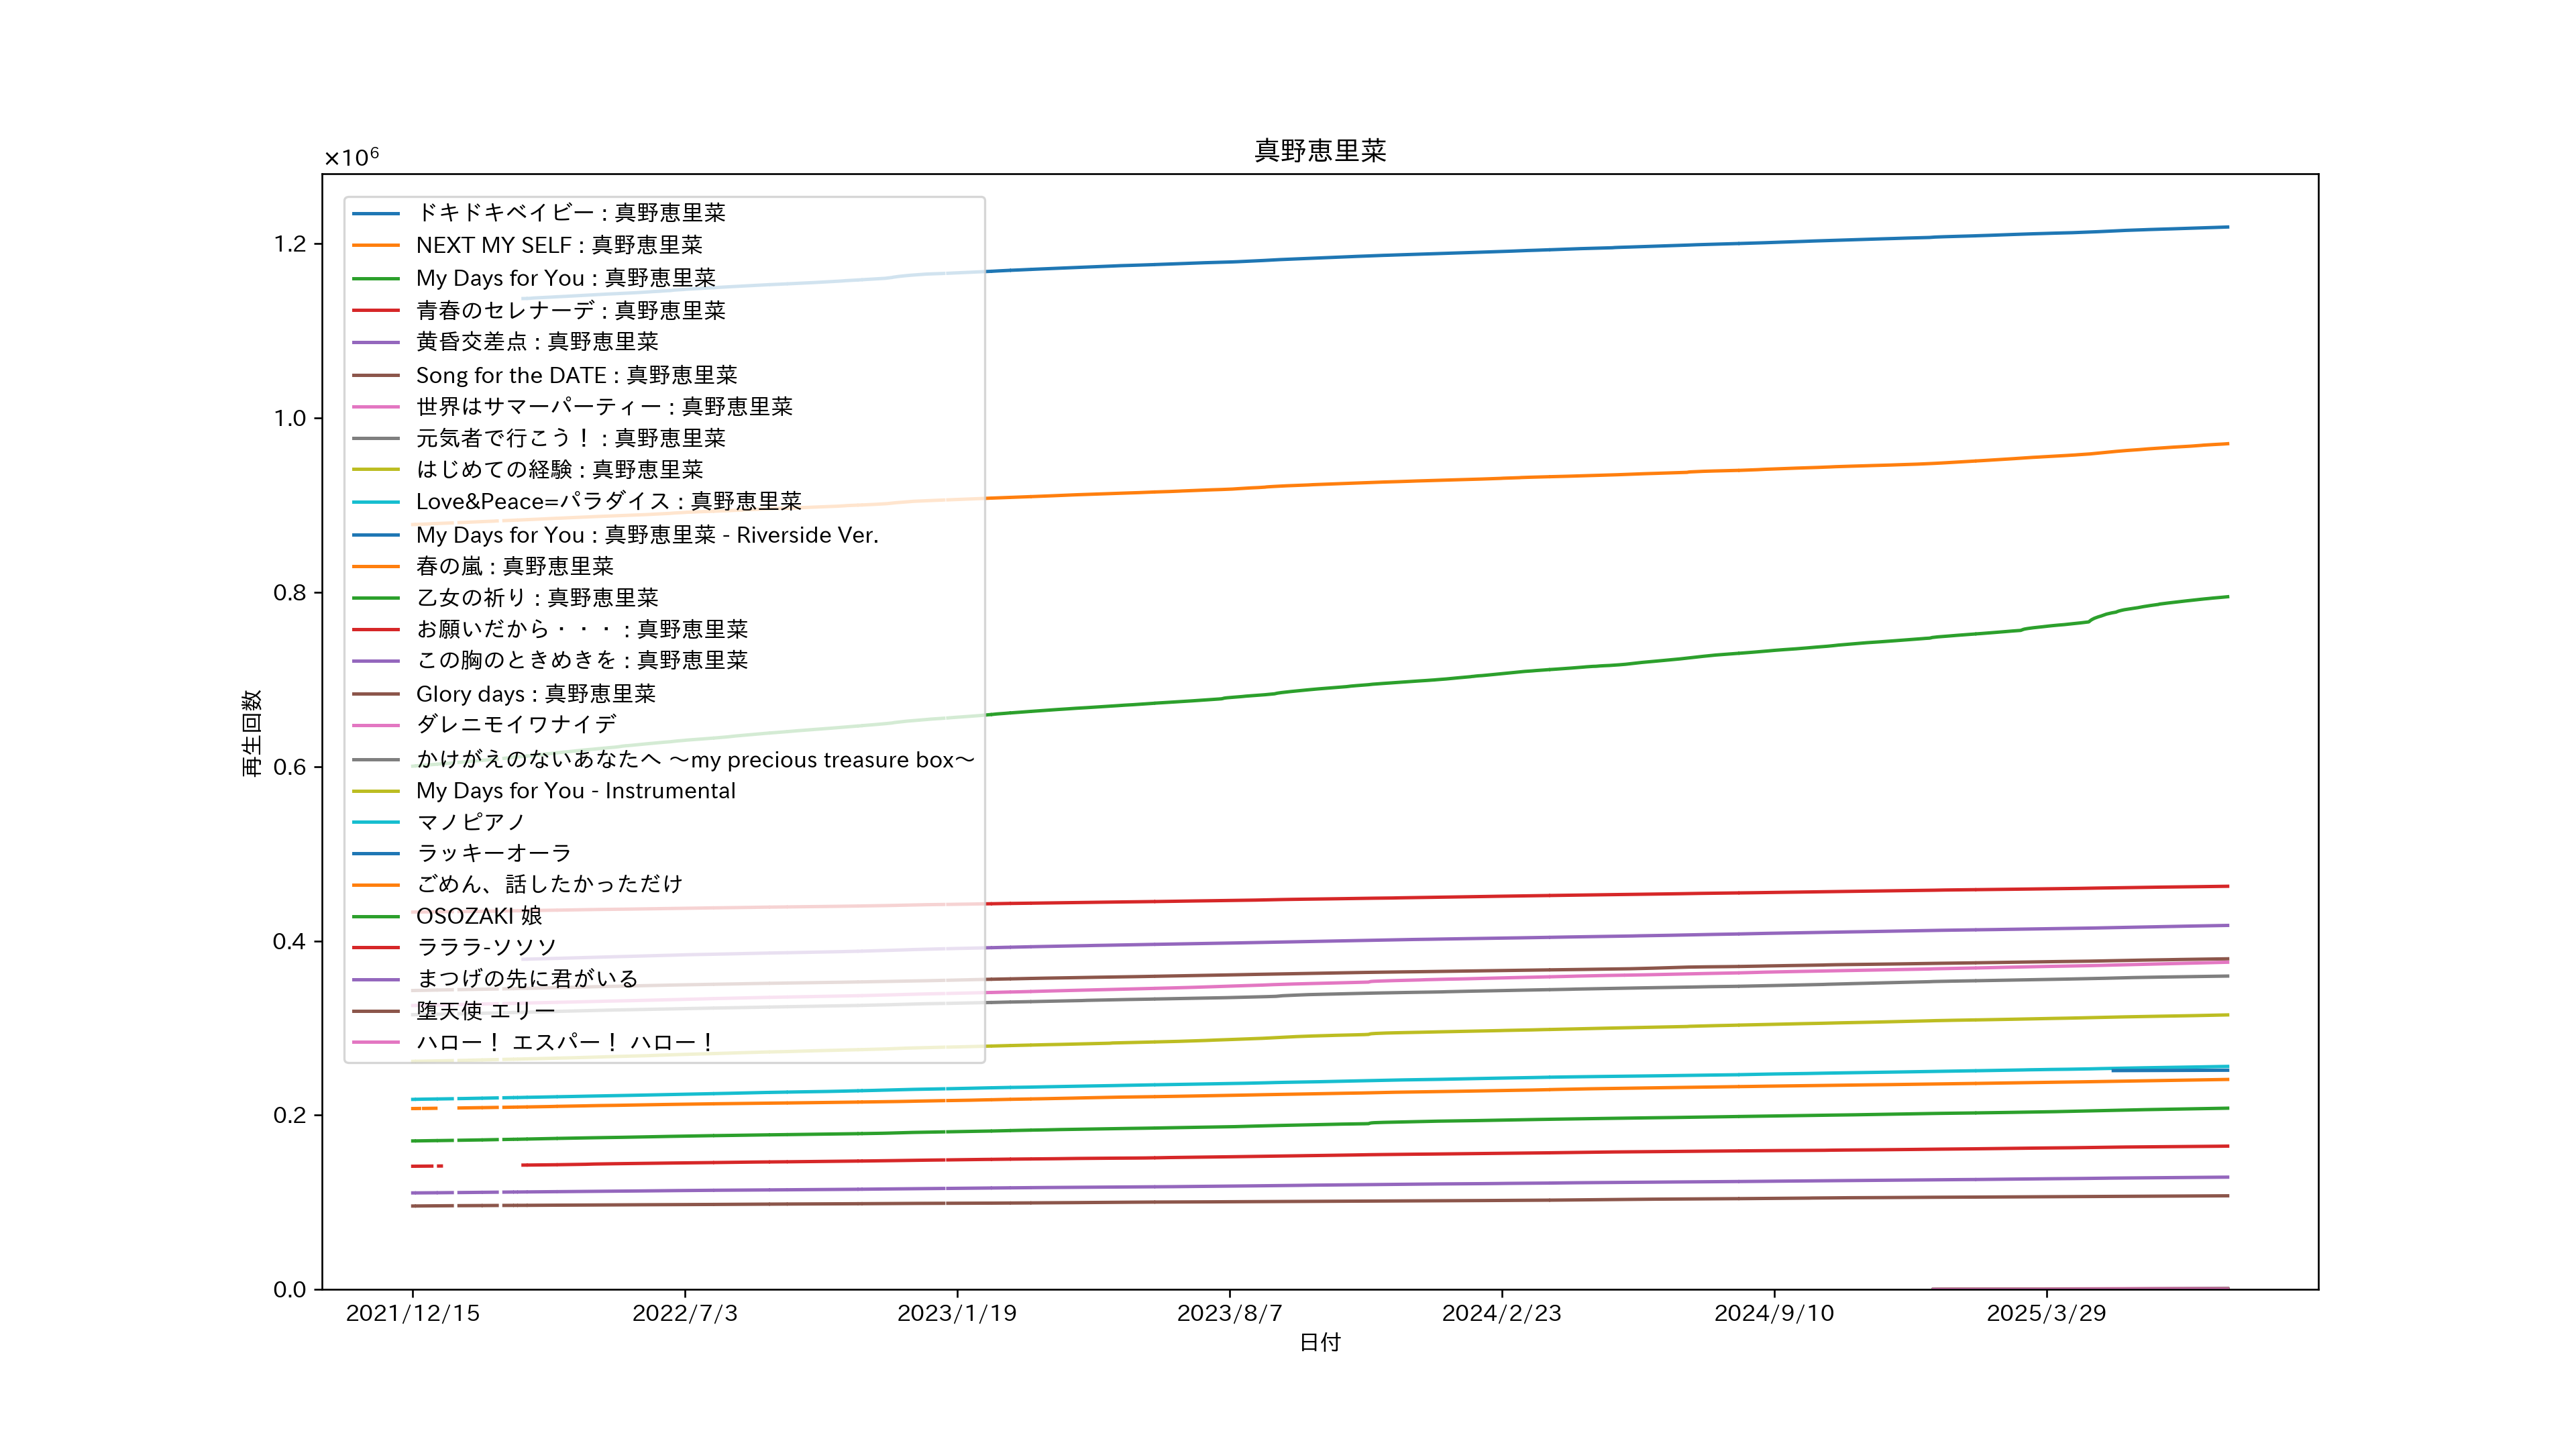 真野恵里菜
×10⁶
ドキドキベイビー : 真野恵里菜
NEXT MY SELF : 真野恵里菜
My Days for You : 真野恵里菜
青春のセレナーデ : 真野恵里菜
黄昏交差点 : 真野恵里菜
Song for the DATE : 真野恵里菜
世界はサマーパーティー : 真野恵里菜
元気者で行こう! : 真野恵里菜
はじめての経験 : 真野恵里菜
Love&Peace=パラダイス : 真野恵里菜
My Days for You : 真野恵里菜 - Riverside Ver.
春の嵐 : 真野恵里菜
乙女の祈り : 真野恵里菜
お願いだから・・・ : 真野恵里菜
この胸のときめきを : 真野恵里菜
Glory days : 真野恵里菜
ダレニモイワナイデ
かけがえのないあなたへ ～my precious treasure box～
My Days for You - Instrumental
マノピアノ
ラッキーオーラ
ごめん、話したかっただけ
OSOZAKI 娘
ラララ-ソソソ
まつげの先に君がいる
堕天使 エリー
ハロー! エスパー! ハロー!
1.2
1.0
0.8
0.6
0.4
0.2
0.0
再生回数
2021/12/15
2022/7/3
2023/1/19
2023/8/7
2024/2/23
2024/9/10
2025/3/29
日付